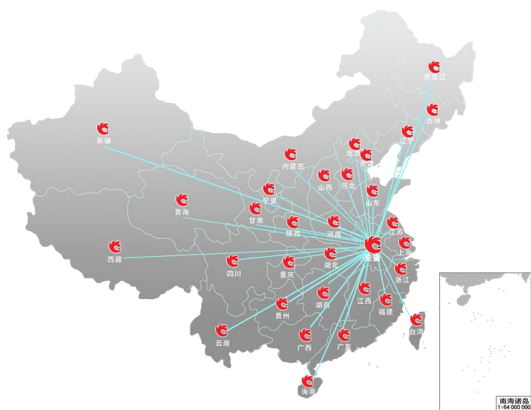 黑龙江
吉林
辽宁
新疆
北京
天津
内蒙古
山西
河北
宁夏
山东
青海
甘肃
陕西
河南
江苏
上海
西藏
安徽
四川
重庆
湖北
浙江
贵州
湖南
江西
福建
台湾
云南
广西
广东
海南
南海诸岛
1:64 000 000